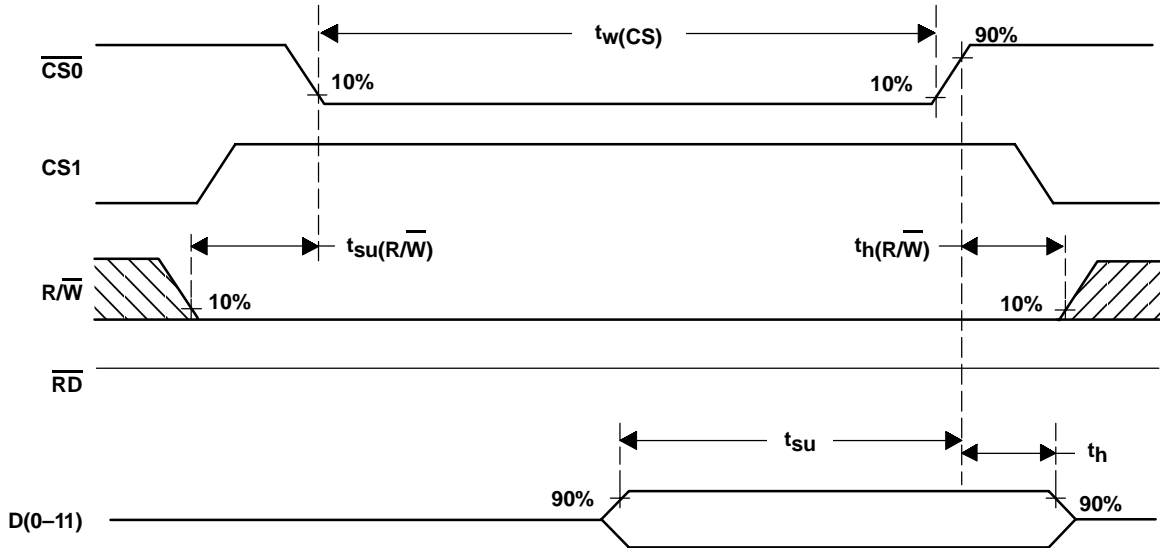 tw(CS)
90%
CS0
10%
10%
CS1
tsu(R/W)
th(R/W)
R/W
10%
10%
RD
tsu
th
90%
90%
D(0–11)